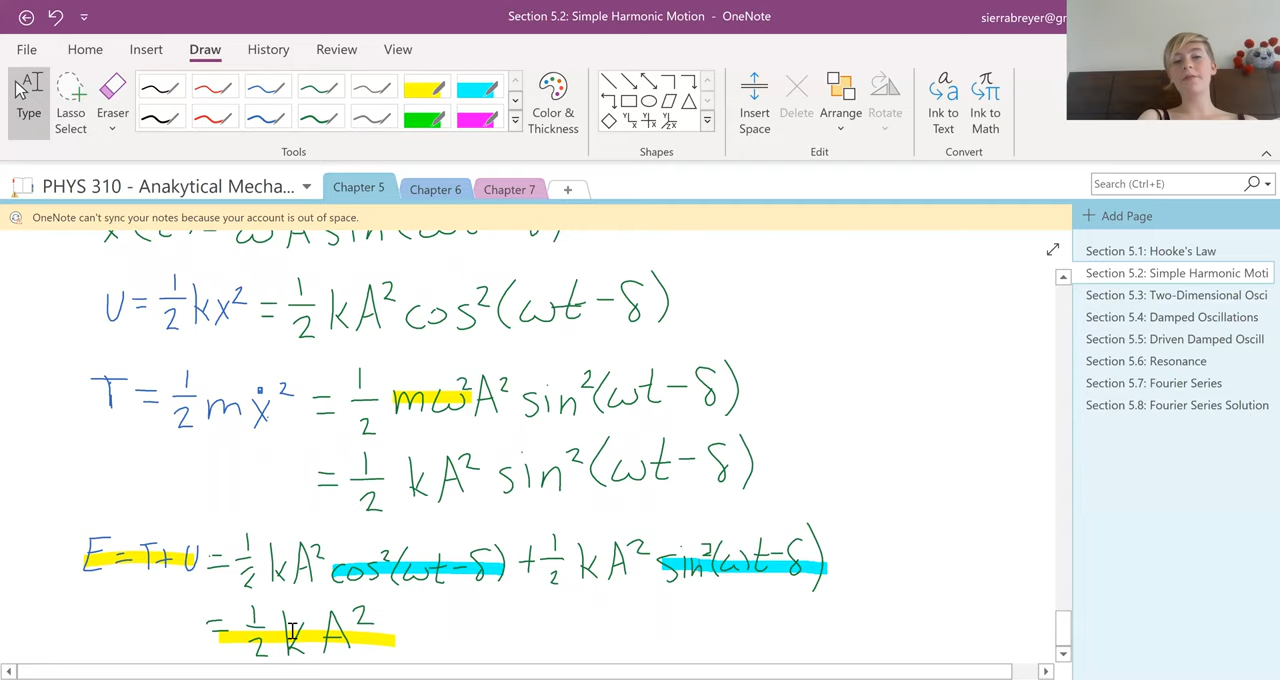 Section 5.2: Simple Harmonic Motion - OneNote
sierrabreyer@gr
File Home Insert Draw History Review View
Type
Lasso Select
Eraser
Color & Thickness
Insert Space
Delete
Arrange
Rotate
Ink to Text
Ink to Math
Tools
Shapes
Edit
Convert
PHYS 310 - Anakytical Mecha...
Chapter 5
Chapter 6
Chapter 7
Search (Ctrl+E)
OneNote can't sync your notes because your account is out of space.
Add Page
Section 5.1: Hooke's Law
Section 5.2: Simple Harmonic Moti
Section 5.3: Two-Dimensional Osci
Section 5.4: Damped Oscillations
Section 5.5: Driven Damped Oscill
Section 5.6: Resonance
Section 5.7: Fourier Series
Section 5.8: Fourier Series Solution
U = 1/2 kx² = 1/2 kA² cos²(ωt - δ)
T = 1/2 mẋ² = 1/2 mω²A² sin²(ωt - δ)
= 1/2 kA² sin²(ωt - δ)
E = T + U = 1/2 kA² cos²(ωt - δ) + 1/2 kA² sin²(ωt - δ)
= 1/2 kA²